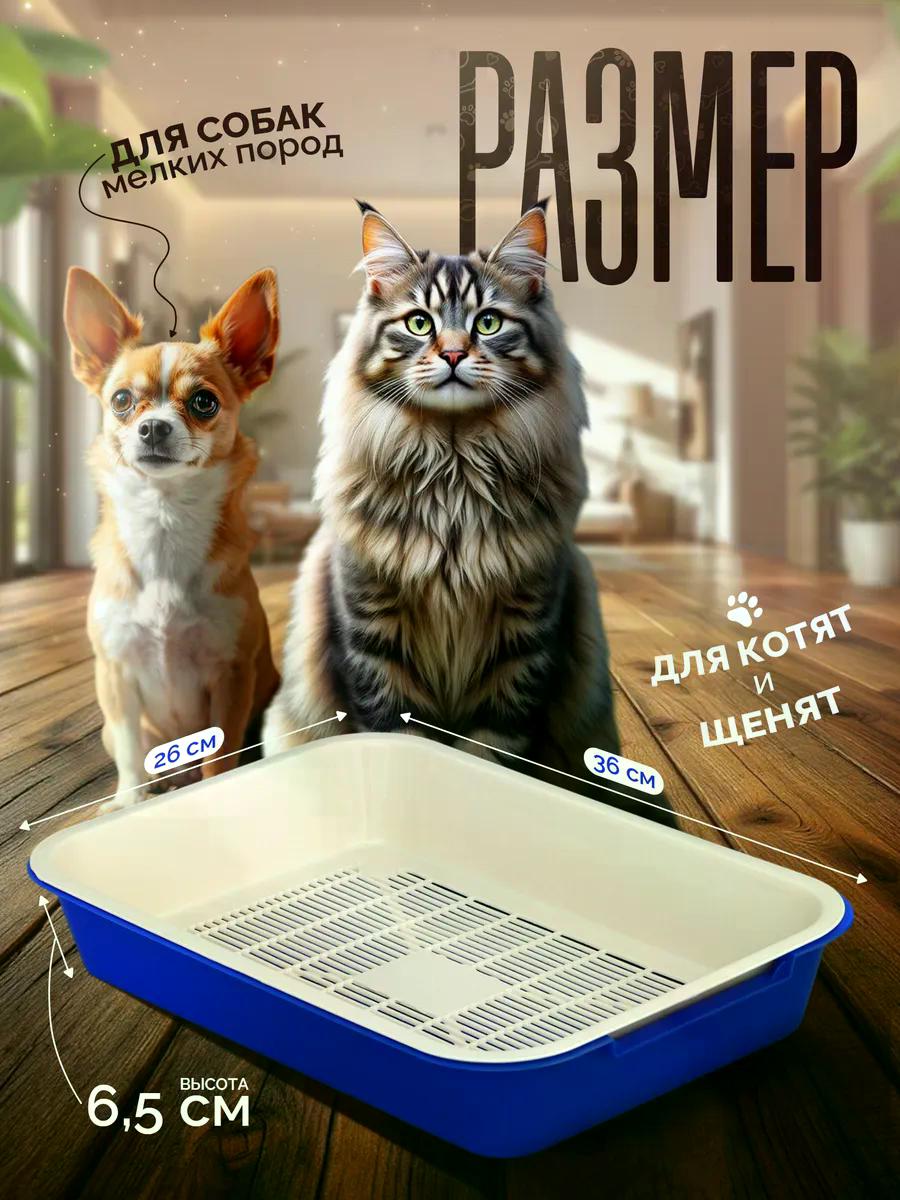 РАЗМЕР
ДЛЯ СОБАК
мелких пород
ДЛЯ КОТЯТ
и
ЩЕНЯТ
26 см
36 см
ВЫСОТА
6,5 см